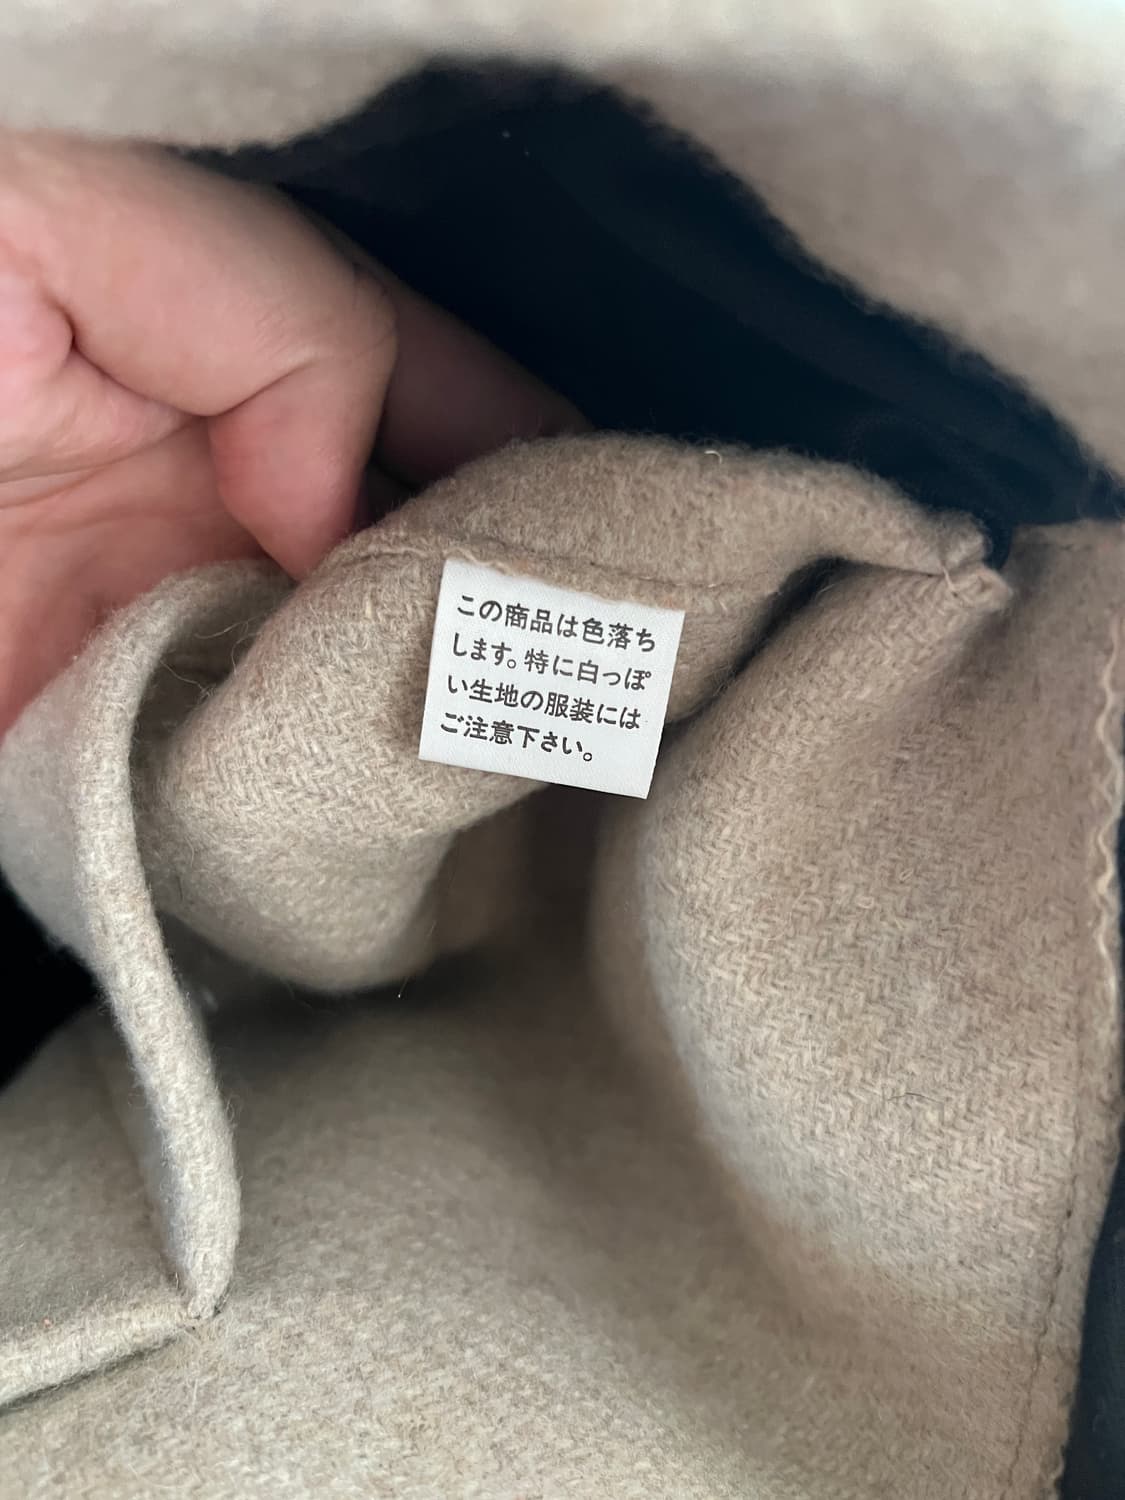 この商品は色落ち
します。特に白っぽ
い生地の服装には
ご注意下さい。